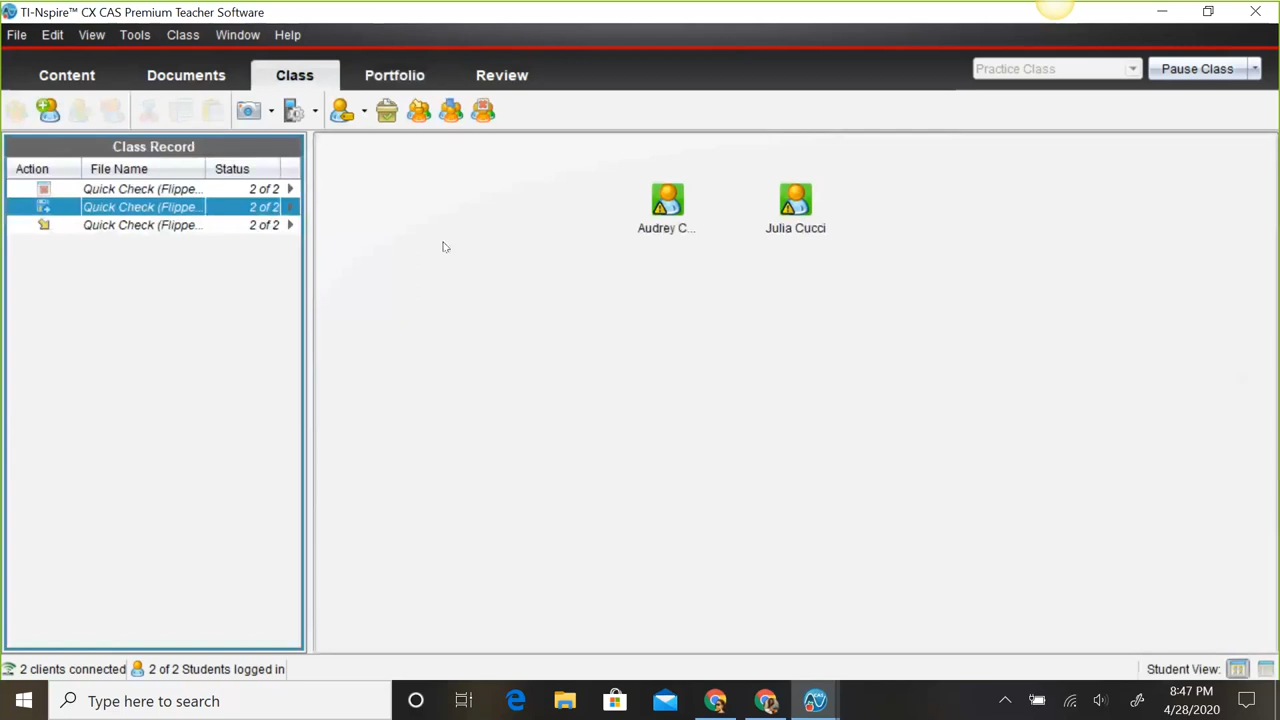 TI-Nspire™ CX CAS Premium Teacher Software
File Edit View Tools Class Window Help
Content Documents Class Portfolio Review Practice Class Pause Class
Class Record
Action File Name Status
Quick Check (Flippe... 2 of 2
Quick Check (Flippe... 2 of 2
Quick Check (Flippe... 2 of 2
Audrey C... Julia Cucci
2 clients connected 2 of 2 Students logged in Student View:
Type here to search
8:47 PM
4/28/2020